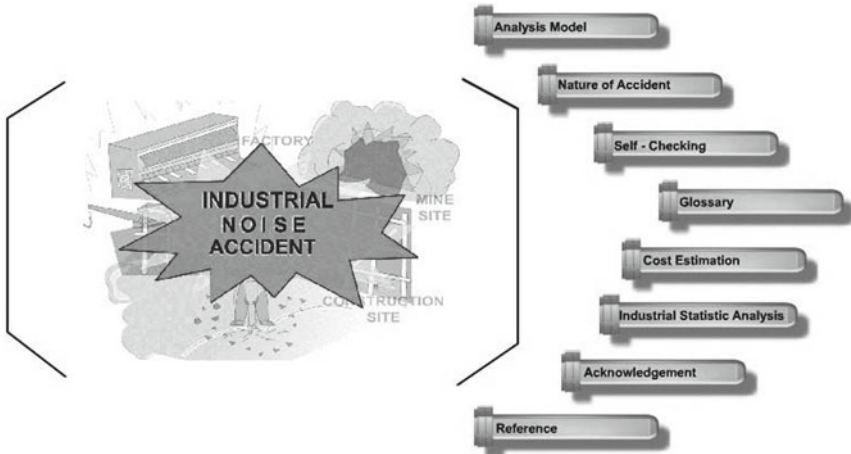 FACTORY
MINE
SITE
INDUSTRIAL
NOISE
ACCIDENT
CONSTRUCTION
SITE
Analysis Model
Nature of Accident
Self - Checking
Glossary
Cost Estimation
Industrial Statistic Analysis
Acknowledgement
Reference